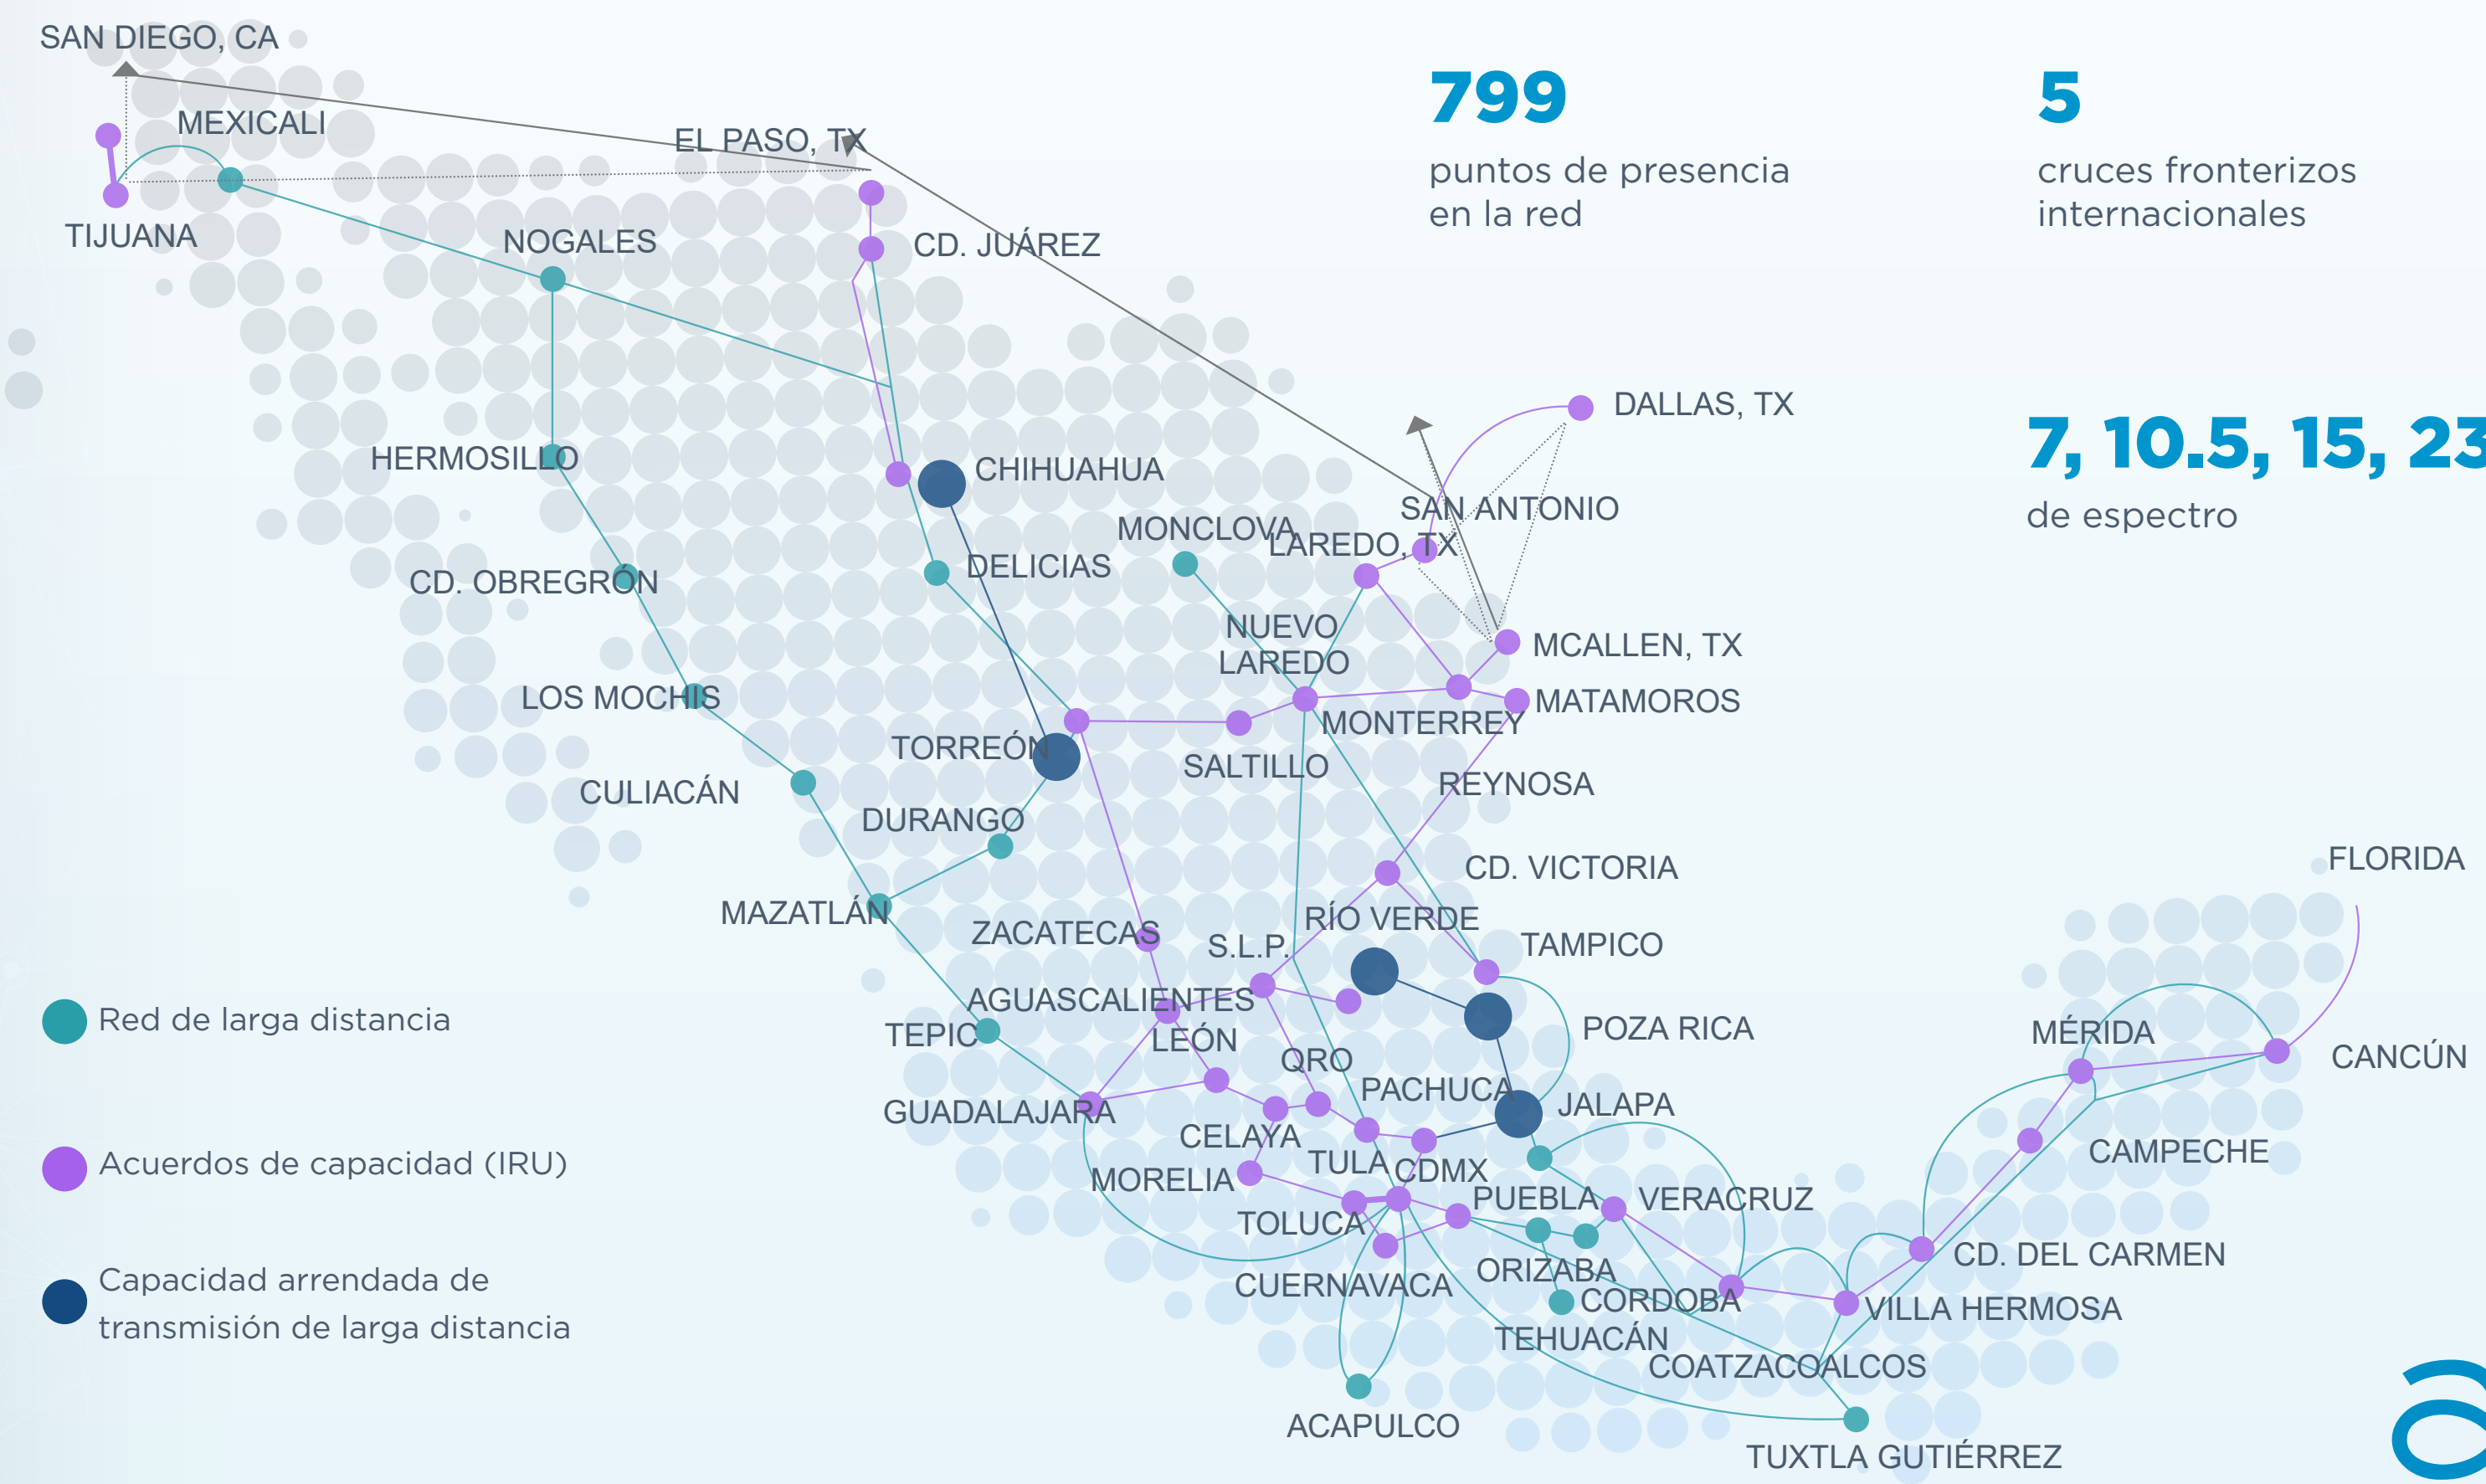 SAN DIEGO, CA
MEXICALI
EL PASO, TX
TIJUANA
NOGALES
CD. JUÁREZ
799
puntos de presencia
en la red
5
cruces fronterizos
internacionales
7, 10.5, 15, 23
de espectro
DALLAS, TX
HERMOSILLO
CHIHUAHUA
SAN ANTONIO
MONCLOVA
LAREDO, TX
DELICIAS
CD. OBREGRÓN
NUEVO
LAREDO
MCALLEN, TX
LOS MOCHIS
MATAMOROS
MONTERREY
TORREÓN
SALTILLO
REYNOSA
CULIACÁN
DURANGO
CD. VICTORIA
FLORIDA
MAZATLÁN
RÍO VERDE
ZACATECAS
S.L.P.
TAMPICO
AGUASCALIENTES
TEPIC
LEÓN
POZA RICA
MÉRIDA
CANCÚN
QRO
PACHUCA
JALAPA
GUADALAJARA
CELAYA
CAMPECHE
TULA
CDMX
MORELIA
PUEBLA
VERACRUZ
TOLUCA
CD. DEL CARMEN
ORIZABA
CUERNAVACA
CORDOBA
VILLA HERMOSA
TEHUACÁN
COATZACOALCOS
ACAPULCO
TUXTLA GUTIÉRREZ
Red de larga distancia
Acuerdos de capacidad (IRU)
Capacidad arrendada de
transmisión de larga distancia